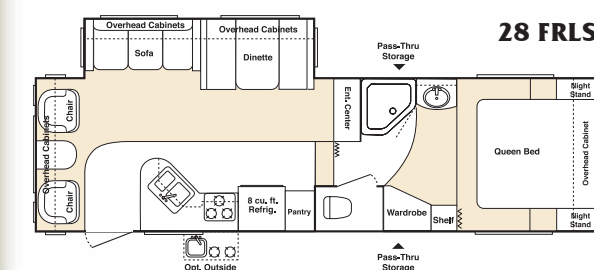 28 FRLS
Overhead Cabinets
Sofa
Overhead Cabinets
Dinette
Pass-Thru
Storage
Night
Stand
Chair
Overhead Cabinets
Chair
Ent. Center
Queen Bed
Overhead Cabinet
8 cu. ft.
Refrig.
Pantry
Wardrobe
Shelf
Night
Stand
Opt. Outside
Pass-Thru
Storage